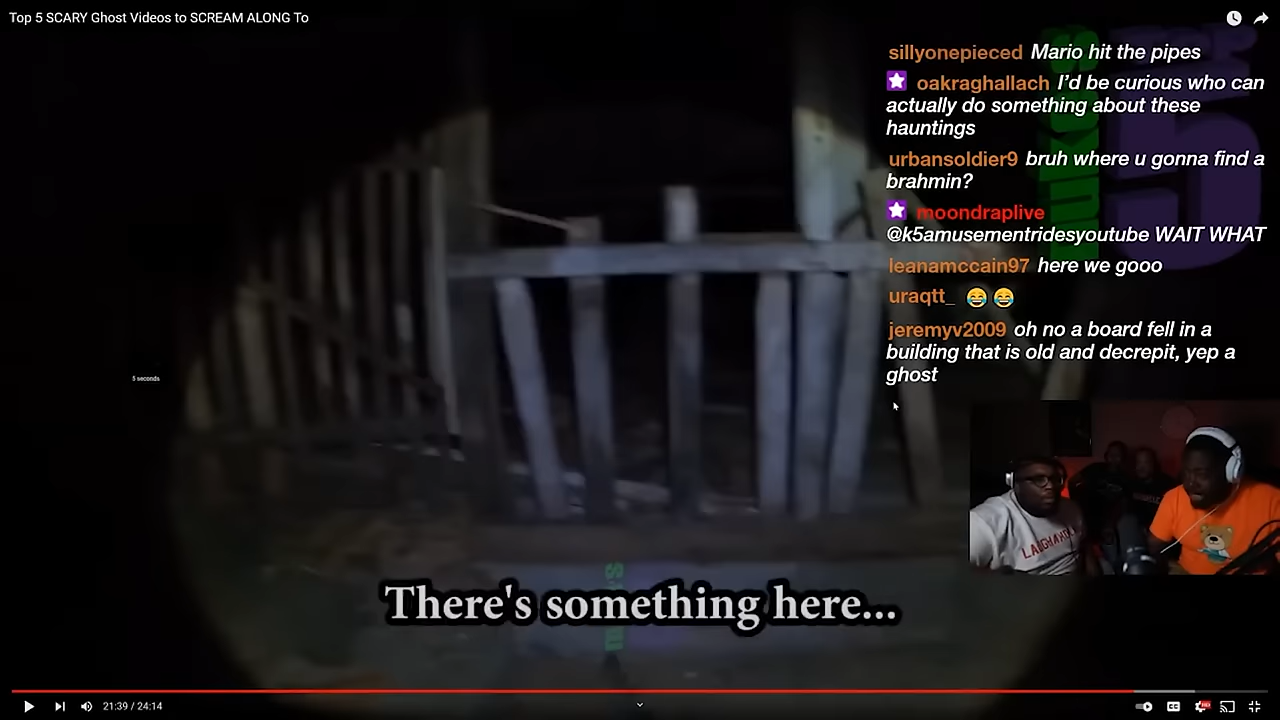 Top 5 SCARY Ghost Videos to SCREAM ALONG To
sillyonepieced Mario hit the pipes
oakraghallach I’d be curious who can
actually do something about these
hauntings
urbansoldier9 bruh where u gonna find a
brahmin?
moondraplive
@k5amusementridesyoutube WAIT WHAT
leanamccain97 here we gooo
uraqtt_ 😂😂
jeremyv2009 oh no a board fell in a
building that is old and decrepit, yep a
ghost
5 seconds
There's something here...
21:39 / 24:14